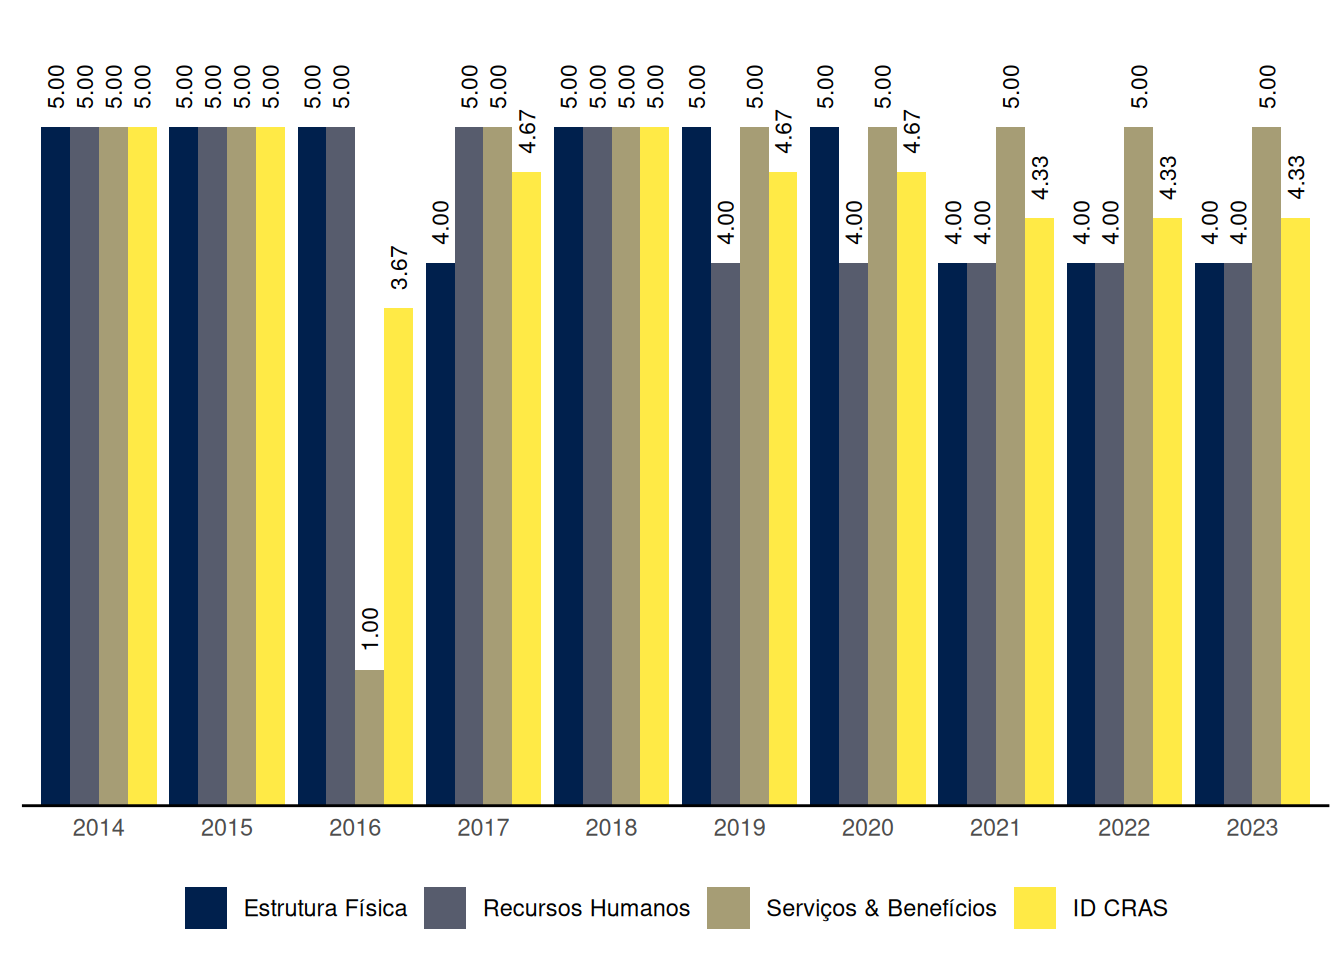 5.00 5.00 5.00 5.00 5.00 5.00 5.00 5.00 5.00 5.00 1.00 3.67 4.00 5.00 5.00 4.67 5.00 5.00 5.00 5.00 5.00 4.00 5.00 4.67 5.00 4.00 5.00 4.67 4.00 4.00 5.00 4.33 4.00 4.00 5.00 4.33 4.00 4.00 5.00 4.33
2014 2015 2016 2017 2018 2019 2020 2021 2022 2023
Estrutura Física Recursos Humanos Serviços & Benefícios ID CRAS